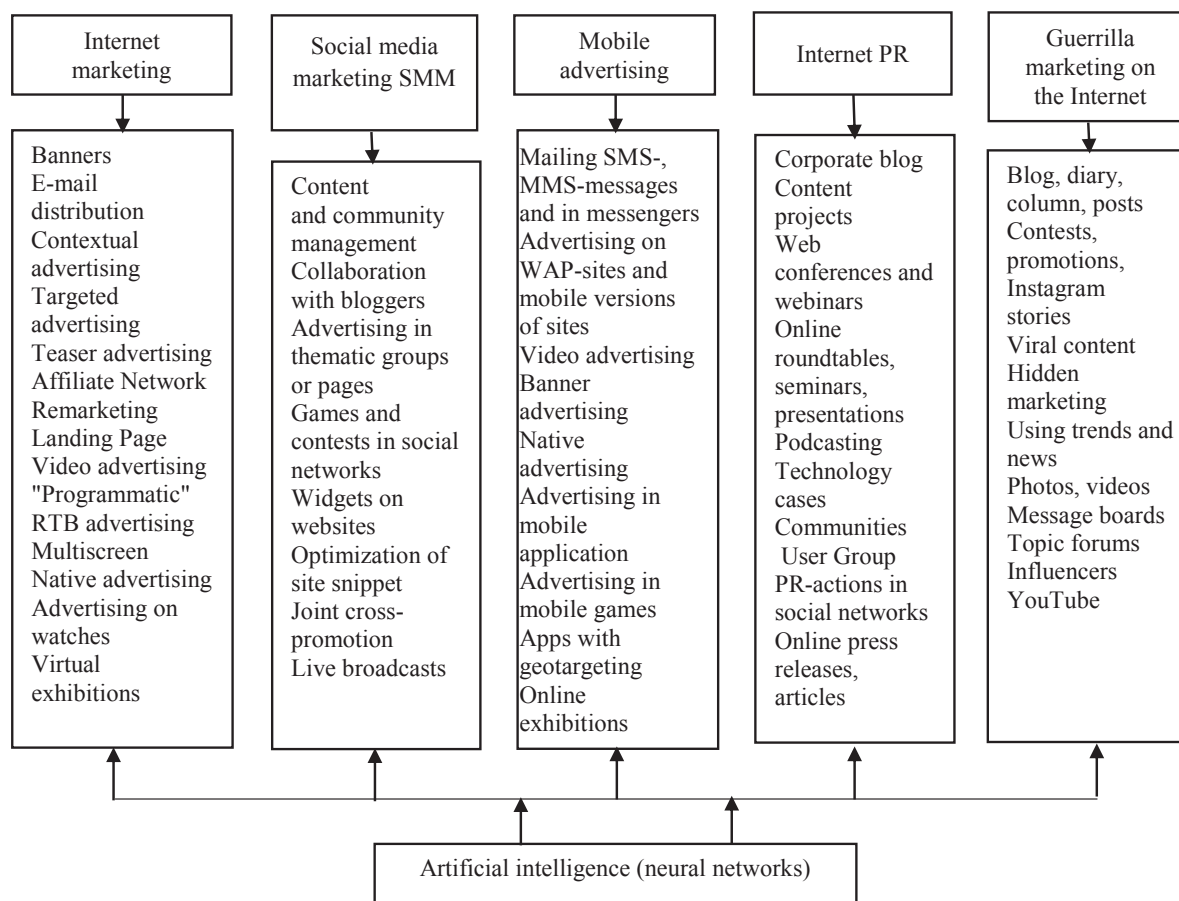 Internet
marketing
Social media
marketing SMM
Mobile
advertising
Internet PR
Guerrilla
marketing on
the Internet
Banners
E-mail
distribution
Contextual
advertising
Targeted
advertising
Teaser advertising
Affiliate Network
Remarketing
Landing Page
Video advertising
"Programmatic"
RTB advertising
Multiscreen
Native advertising
Advertising on
watches
Virtual
exhibitions
Content
and community
management
Collaboration
with bloggers
Advertising in
thematic groups
or pages
Games and
contests in social
networks
Widgets on
websites
Optimization of
site snippet
Joint cross-
promotion
Live broadcasts
Mailing SMS-,
MMS-messages
and in messengers
Advertising on
WAP-sites and
mobile versions
of sites
Video advertising
Banner
advertising
Native
advertising
Advertising in
mobile
application
Advertising in
mobile games
Apps with
geotargeting
Online
exhibitions
Corporate blog
Content
projects
Web
conferences and
webinars
Online
roundtables,
seminars,
presentations
Podcasting
Technology
cases
Communities
User Group
PR-actions in
social networks
Online press
releases,
articles
Blog, diary,
column, posts
Contests,
promotions,
Instagram
stories
Viral content
Hidden
marketing
Using trends and
news
Photos, videos
Message boards
Topic forums
Influencers
YouTube
Artificial intelligence (neural networks)